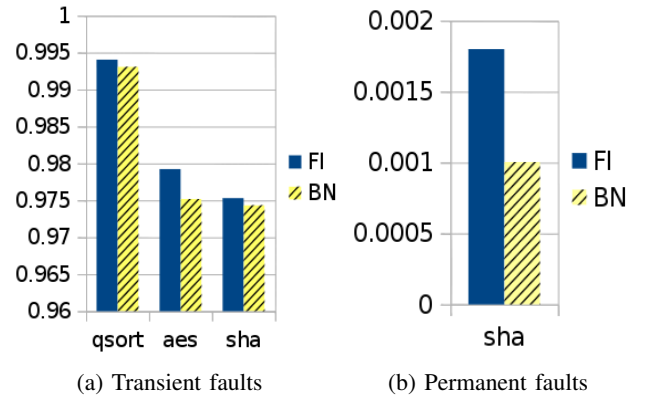 1
0.995
0.99
0.985
0.98
0.975
0.97
0.965
0.96
qsort aes sha
FI
BN
(a) Transient faults
0.002
0.0015
0.001
0.0005
0
sha
FI
BN
(b) Permanent faults